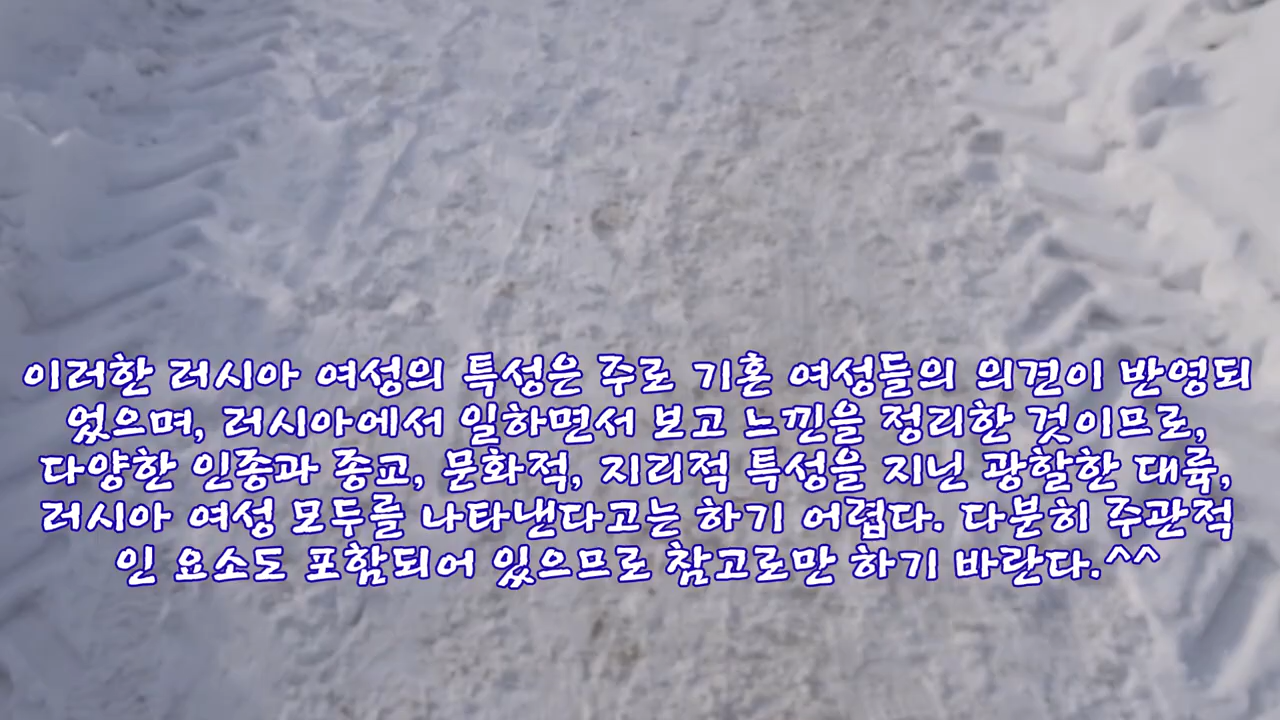 이러한 러시아 여성의 특성은 주로 기혼 여성들의 의견이 반영되
었으며, 러시아에서 일하면서 보고 느낀을 정리한 것이므로,
다양한 인종과 종교, 문화적, 지리적 특성을 지닌 광할한 대륙,
러시아 여성 모두를 나타낸다고는 하기 어렵다. 다분히 주관적
인 요소도 포함되어 있으므로 참고로만 하기 바란다.^^